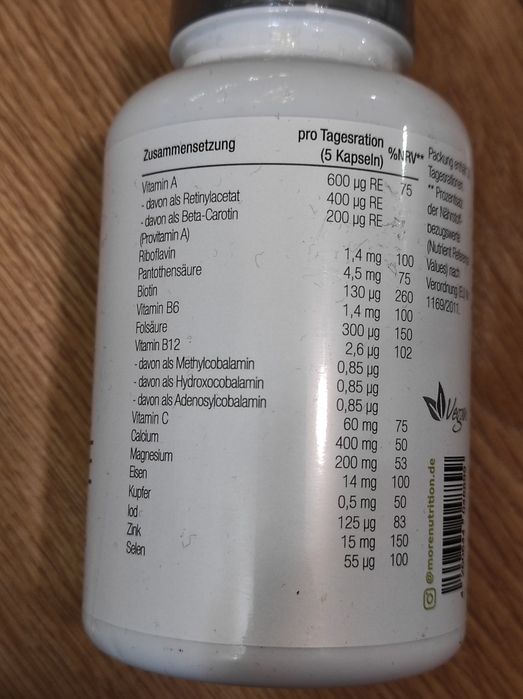 Zusammensetzung pro Tagesration (5 Kapseln) %NRV**
Vitamin A 600 µg RE 75
- davon als Retinylacetat 400 µg RE
- davon als Beta-Carotin 200 µg RE
(Provitamin A)
Riboflavin 1,4 mg 100
Pantothensäure 4,5 mg 75
Biotin 130 µg 260
Vitamin B6 1,4 mg 100
Folsäure 300 µg 150
Vitamin B12 2,6 µg 102
- davon als Methylcobalamin 0,85 µg
- davon als Hydroxocobalamin 0,85 µg
- davon als Adenosylcobalamin 0,85 µg
Vitamin C 60 mg 75
Calcium 400 mg 50
Magnesium 200 mg 53
Eisen 14 mg 100
Kupfer 0,5 mg 50
Iod 125 µg 83
Zink 15 mg 150
Selen 55 µg 100
Packung
Tagesrationen.
** Prozentsatz
der Nährstoff-
bezugswerte
(Nutrient
Values) nach
Verordnung
1169/2011.
Vegan
@morenutrition.de